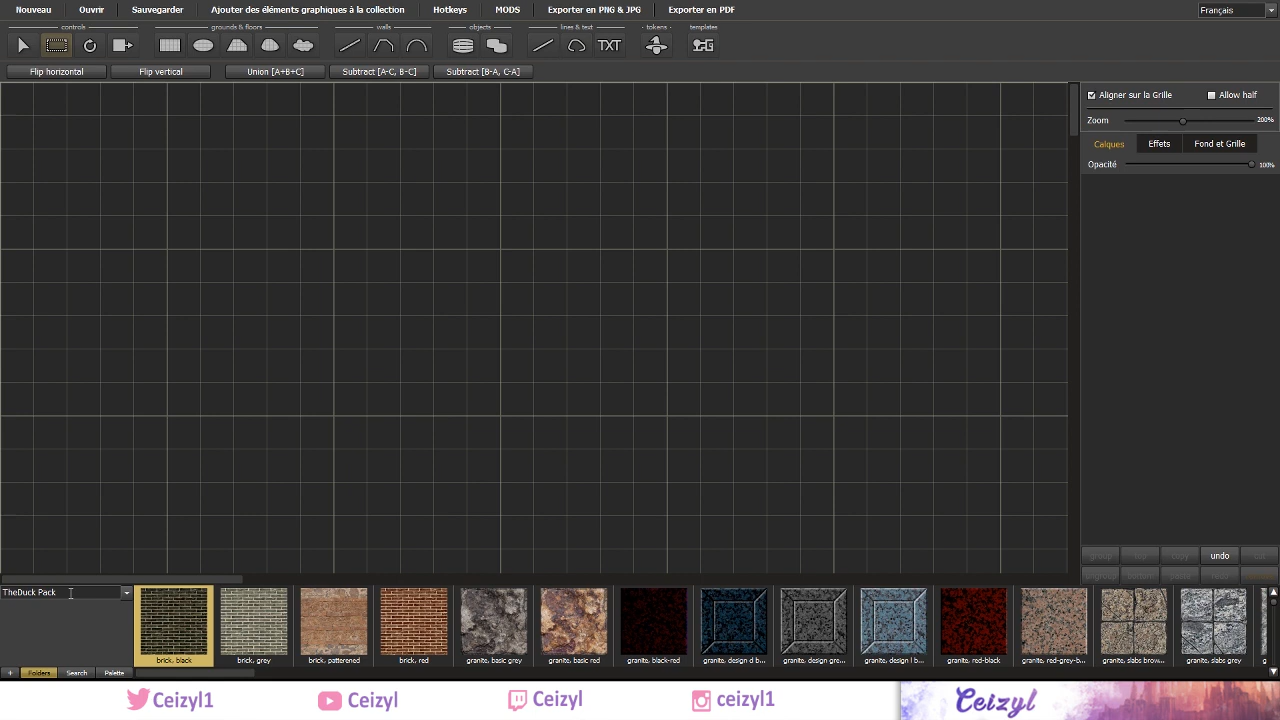 Nouveau Ouvrir Sauvegarder Ajouter des éléments graphiques à la collection Hotkeys MODS Exporter en PNG & JPG Exporter en PDF Français
controls grounds & floors walls objects lines & text tokens templates
TXT
Flip horizontal Flip vertical Union [A+B+C] Subtract [A-C, B-C] Subtract [B-A, C-A]
Aligner sur la Grille Allow half
Zoom 200%
Calques Effets Fond et Grille
Opacité 100%
group copy undo
TheDuck Pack
brick, black brick, grey brick, patterened brick, red granite, basic grey granite, basic red granite, black-red granite, design d b... granite, design gre... granite, design l b... granite, red-black granite, red-grey-b... granite, slabs brow... granite, slabs grey
+ Folders Search Palette
Ceizyl1 Ceizyl Ceizyl ceizyl1 Ceizyl